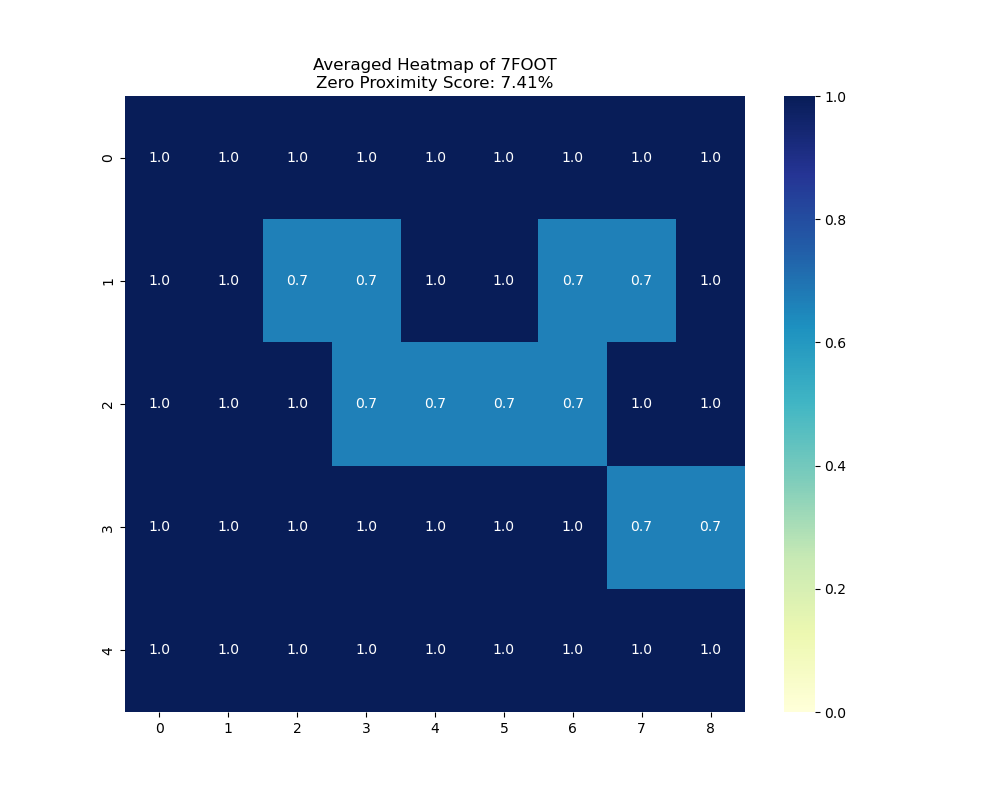 Averaged Heatmap of 7FOOT
Zero Proximity Score: 7.41%
1.0
0 1.0 1.0 1.0 1.0 1.0 1.0 1.0 1.0 1.0
0.8
1 1.0 1.0 0.7 0.7 1.0 1.0 0.7 0.7 1.0
0.6
2 1.0 1.0 1.0 0.7 0.7 0.7 0.7 1.0 1.0
0.4
3 1.0 1.0 1.0 1.0 1.0 1.0 1.0 0.7 0.7
0.2
4 1.0 1.0 1.0 1.0 1.0 1.0 1.0 1.0 1.0
0.0
0 1 2 3 4 5 6 7 8